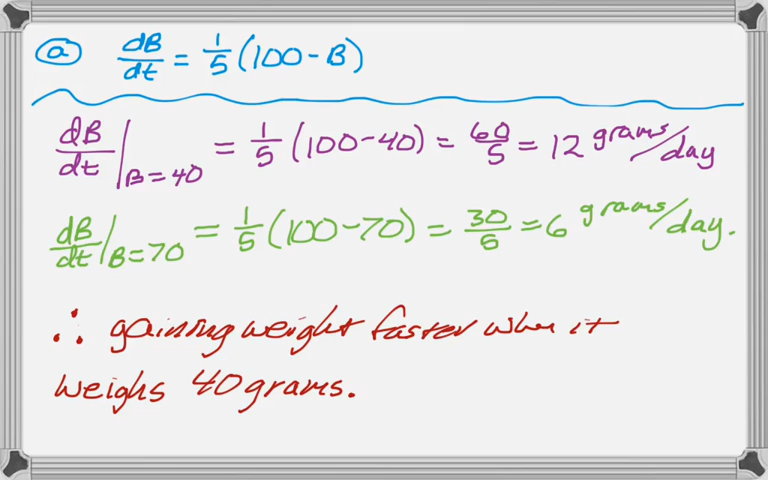 (a) dB/dt = 1/5 (100 - B)
dB/dt |B=40 = 1/5 (100-40) = 60/5 = 12 grams/day
dB/dt |B=70 = 1/5 (100-70) = 30/5 = 6 grams/day.
∴ gaining weight faster when it
weighs 40 grams.